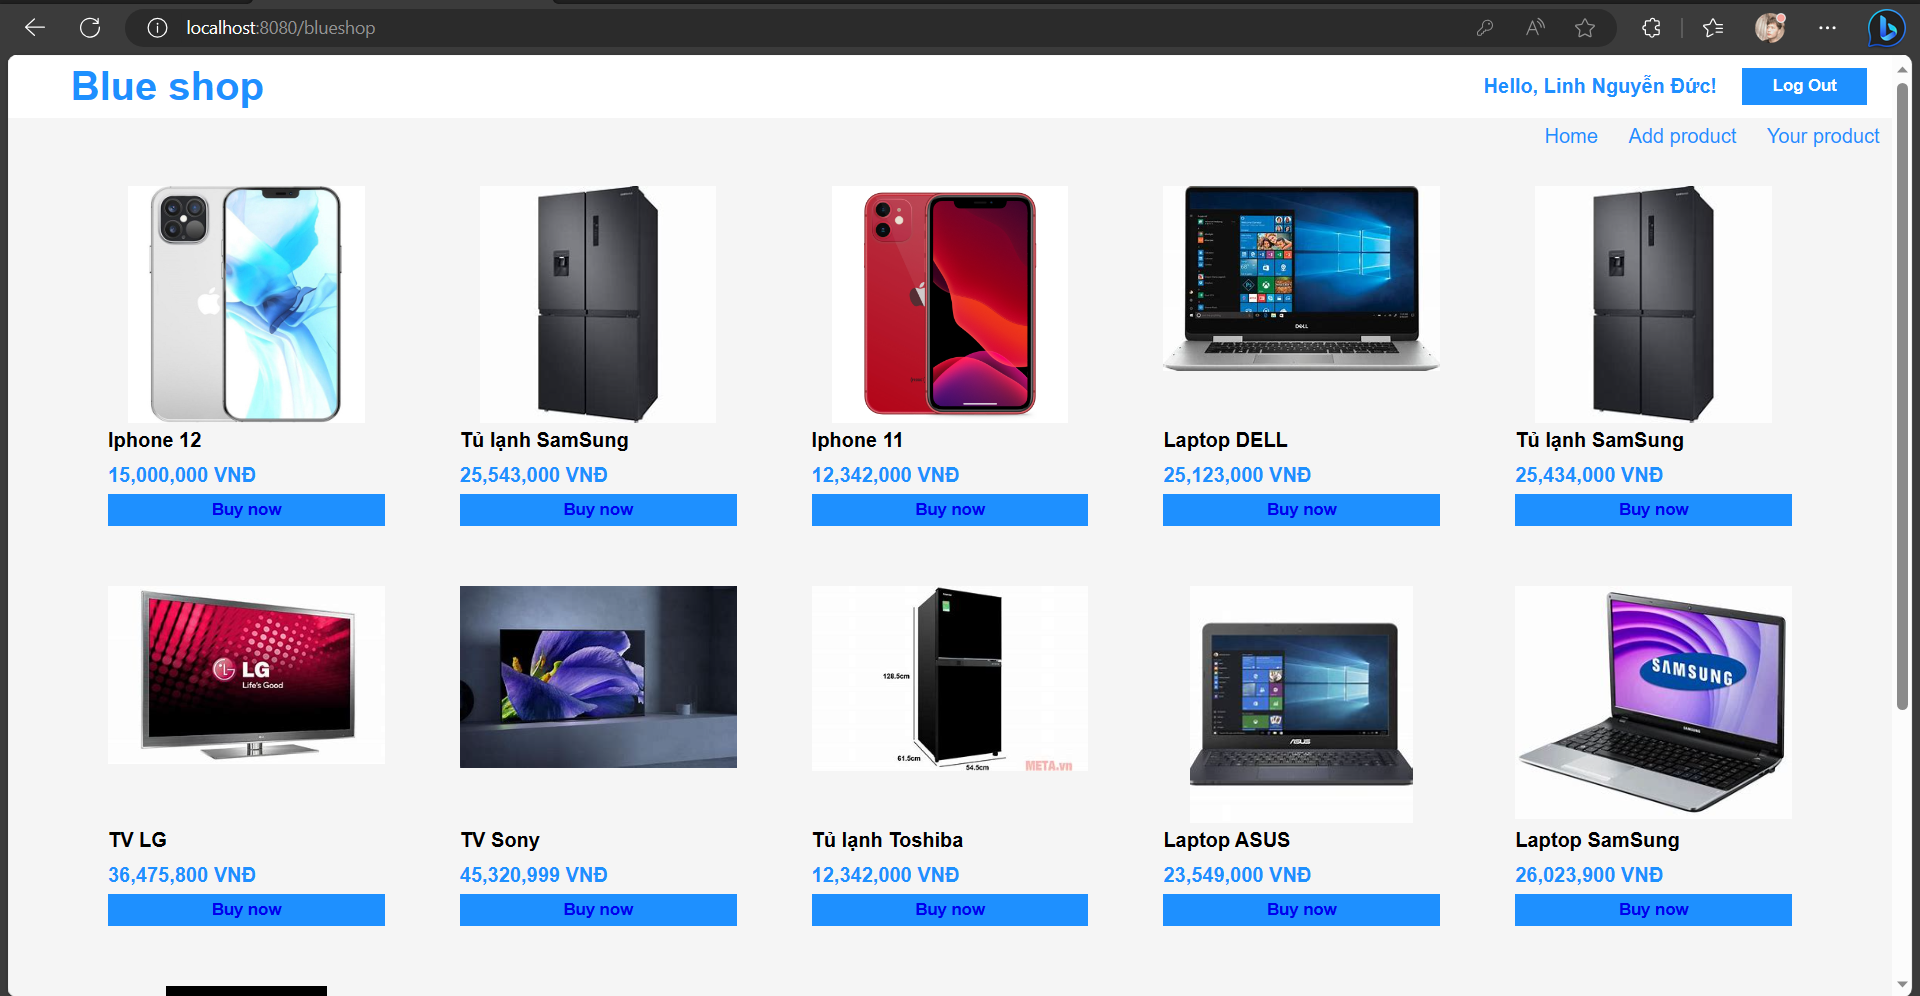 localhost:8080/blueshop
Blue shop
Hello, Linh Nguyễn Đức!
Log Out
Home Add product Your product
DELL
Iphone 12
Tủ lạnh SamSung
Iphone 11
Laptop DELL
Tủ lạnh SamSung
15,000,000 VNĐ
25,543,000 VNĐ
12,342,000 VNĐ
25,123,000 VNĐ
25,434,000 VNĐ
Buy now
Buy now
Buy now
Buy now
Buy now
LG
Life's Good
128.5cm
61.5cm
54.5cm
META.vn
ASUS
SAMSUNG
SAMSUNG
TV LG
TV Sony
Tủ lạnh Toshiba
Laptop ASUS
Laptop SamSung
36,475,800 VNĐ
45,320,999 VNĐ
12,342,000 VNĐ
23,549,000 VNĐ
26,023,900 VNĐ
Buy now
Buy now
Buy now
Buy now
Buy now